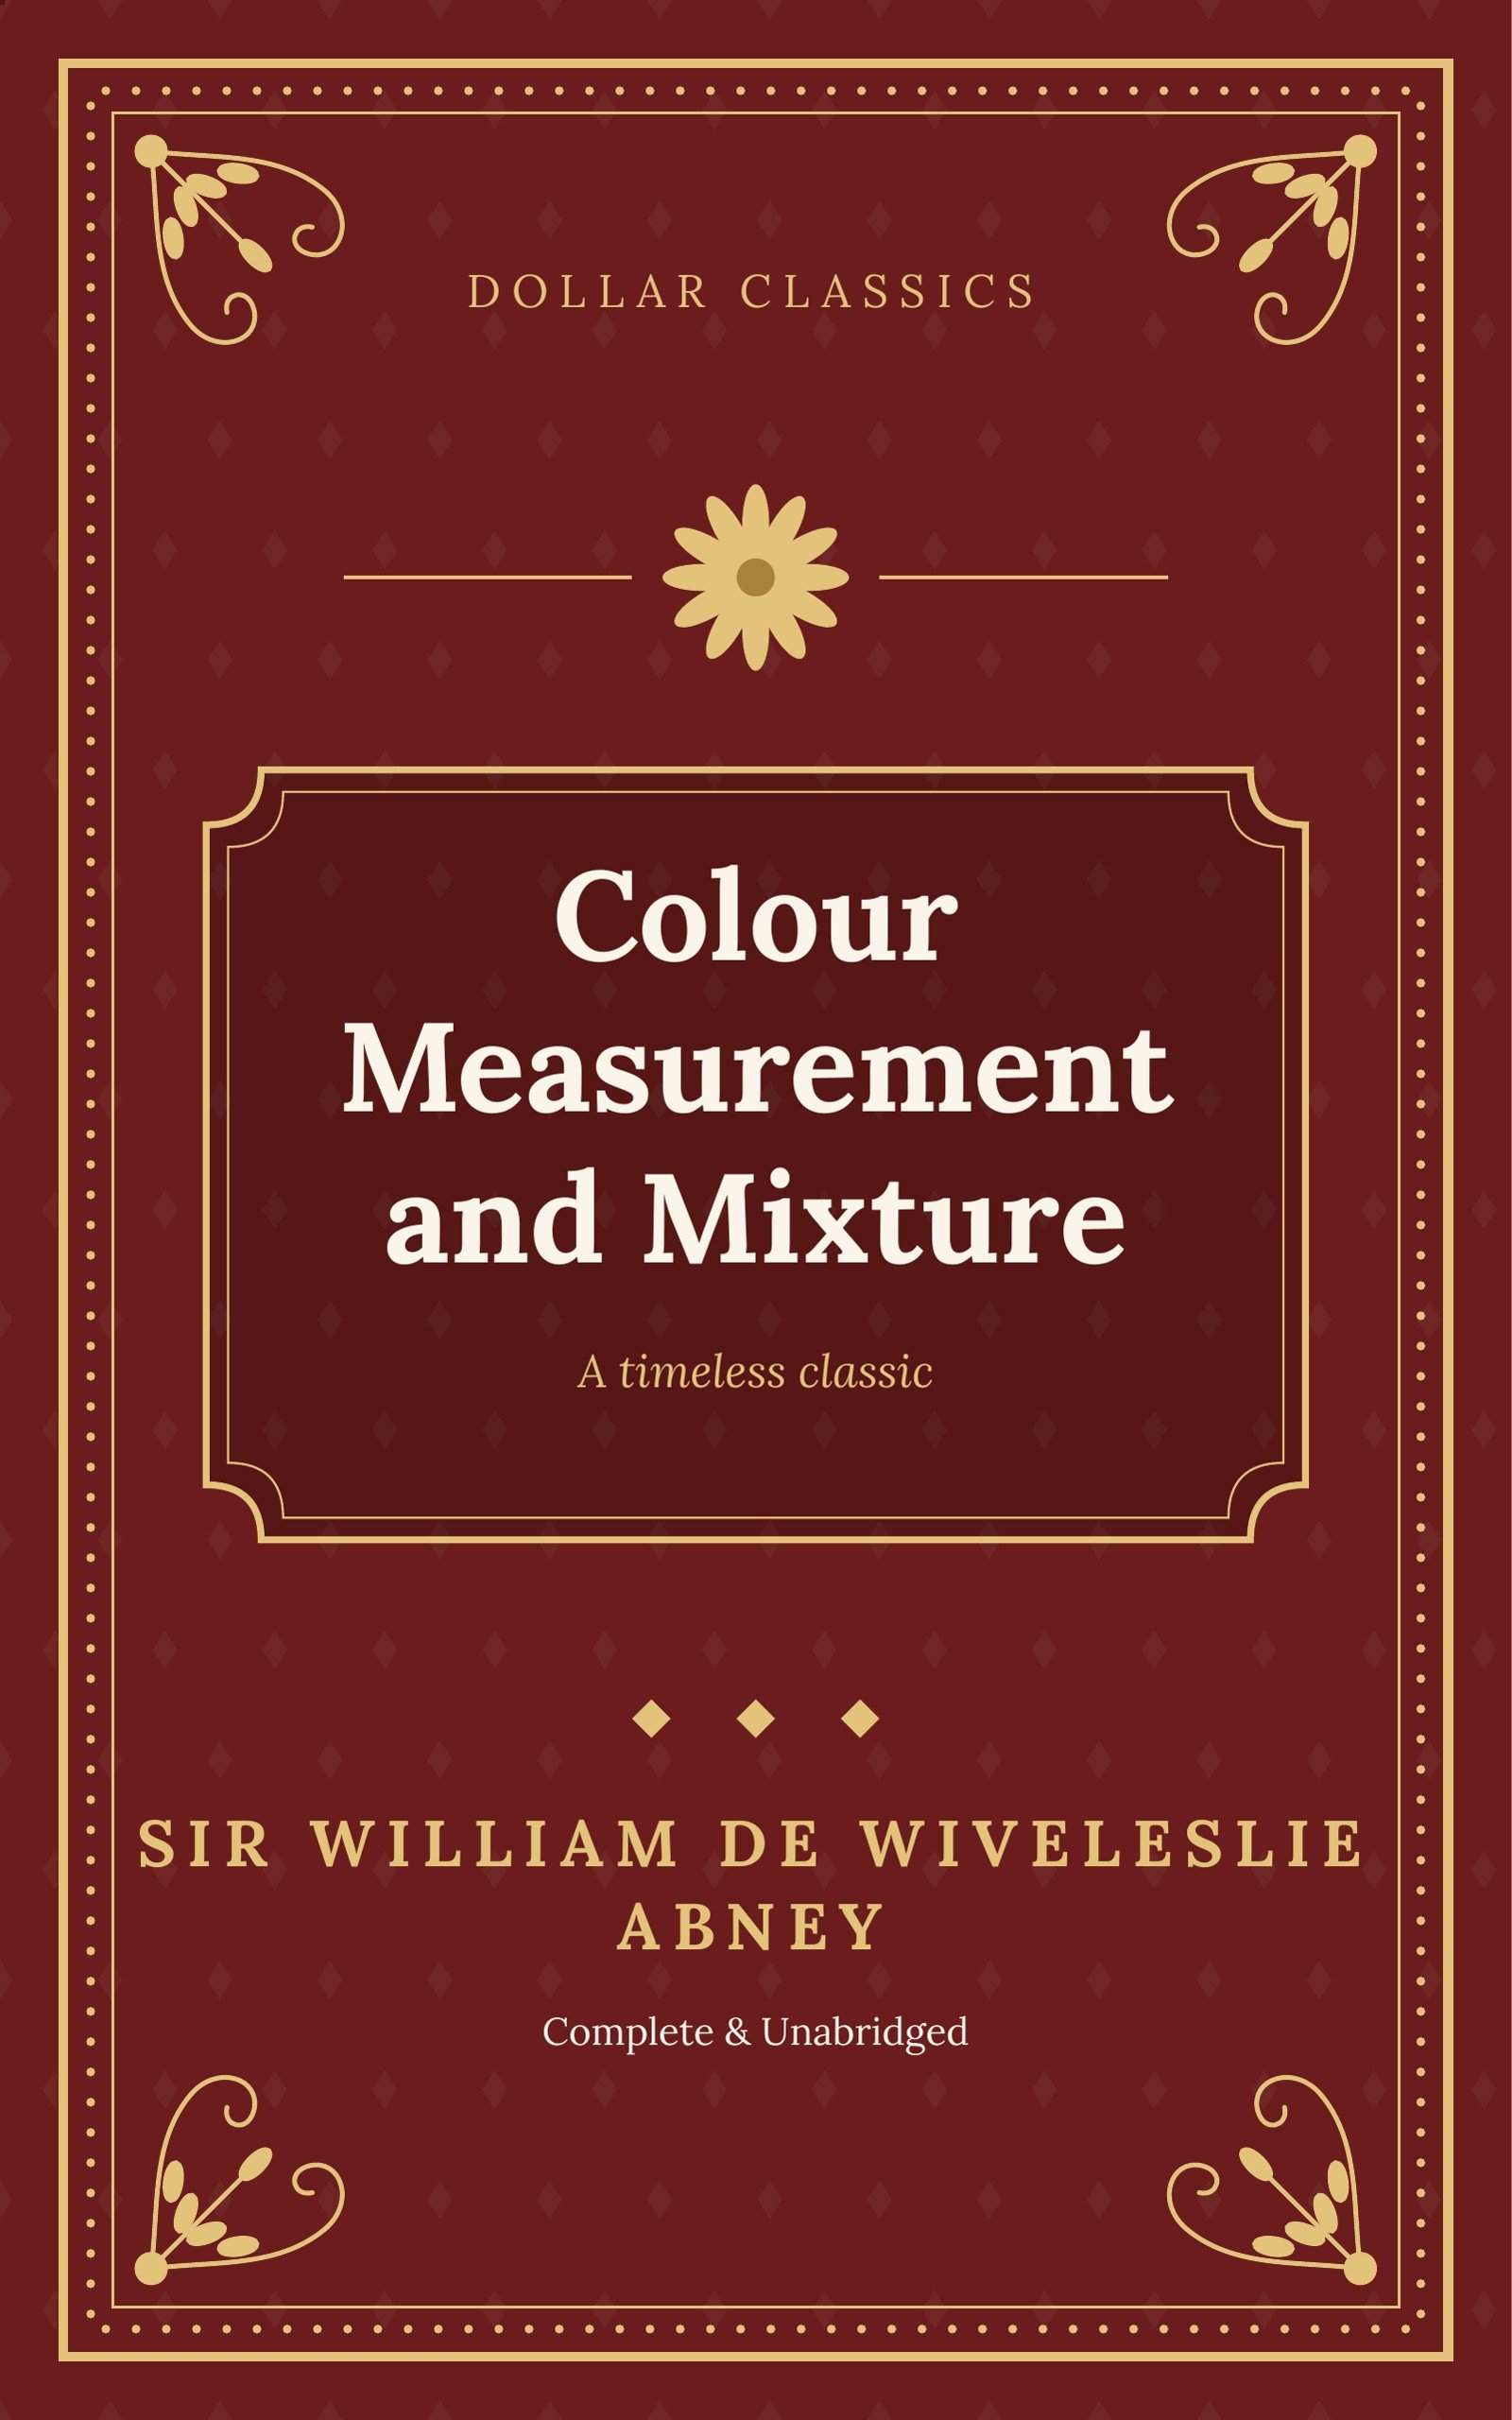 DOLLAR CLASSICS
Colour
Measurement
and Mixture
A timeless classic
SIR WILLIAM DE WIVELESLIE
ABNEY
Complete & Unabridged